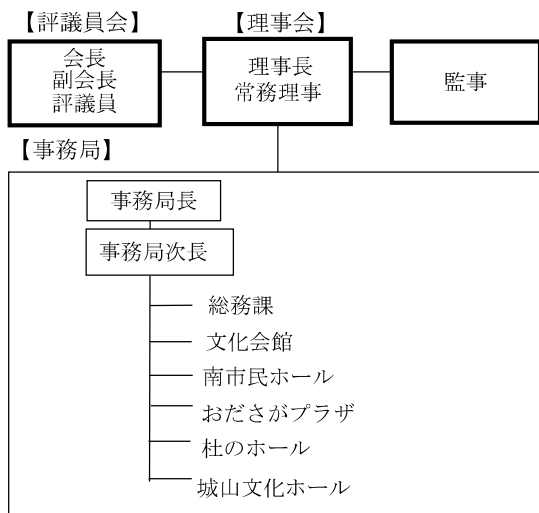 【評議員会】
【理事会】
会長
副会長
評議員
理事長
常務理事
監事
【事務局】
事務局長
事務局次長
総務課
文化会館
南市民ホール
おださがプラザ
杜のホール
城山文化ホール